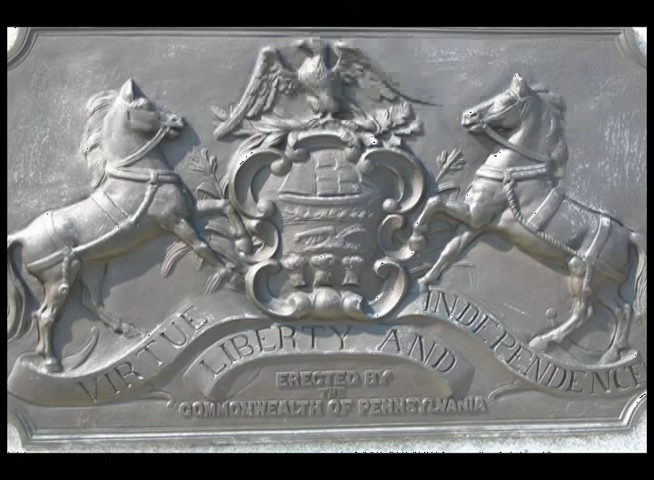 VIRTUE LIBERTY AND INDEPENDENCE
ERECTED BY
THE
COMMONWEALTH OF PENNSYLVANIA